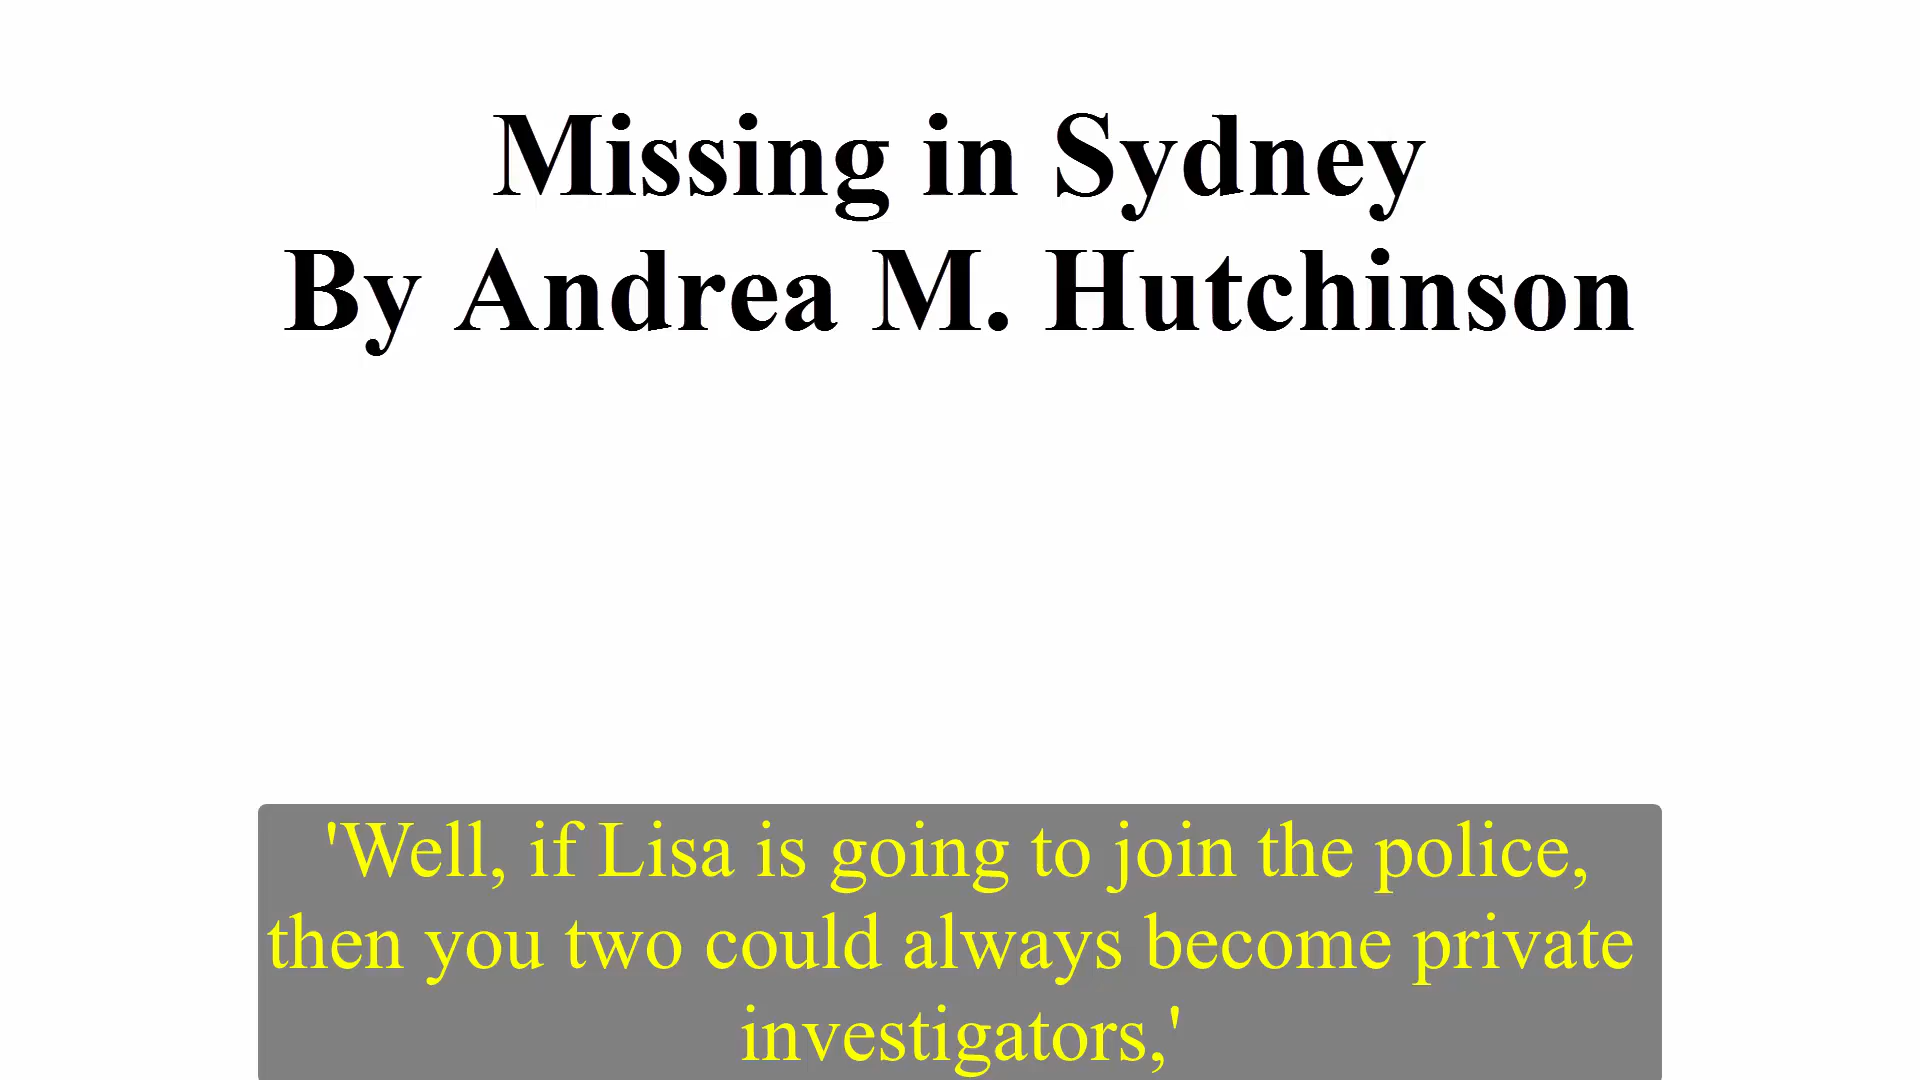 Missing in Sydney
By Andrea M. Hutchinson
'Well, if Lisa is going to join the police,
then you two could always become private
investigators,'